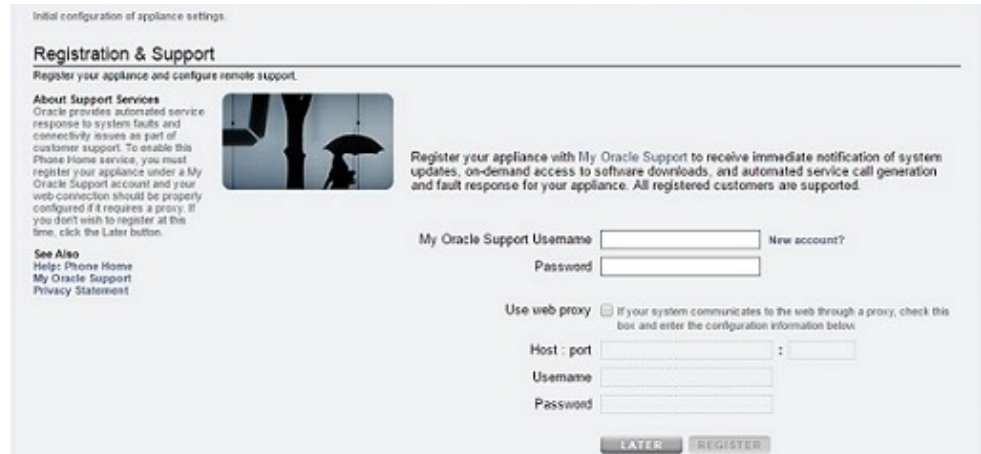 Initial configuration of appliance settings.
Registration & Support
Register your appliance and configure remote support.
About Support Services
Oracle provides automated service
response to system faults and
connectivity issues as part of
customer support. To enable this
Phone Home service, you must
register your appliance under a My
Oracle Support account and your
web connection should be properly
configured if it requires a proxy. If
you don't wish to register at this
time, click the Later button.
See Also
Help: Phone Home
My Oracle Support
Privacy Statement
Register your appliance with My Oracle Support to receive immediate notification of system
updates, on-demand access to software downloads, and automated service call generation
and fault response for your appliance. All registered customers are supported.
My Oracle Support Username
New account?
Password
Use web proxy
If your system communicates to the web through a proxy, check this
box and enter the configuration information below.
Host : port
:
Username
Password
LATER
REGISTER